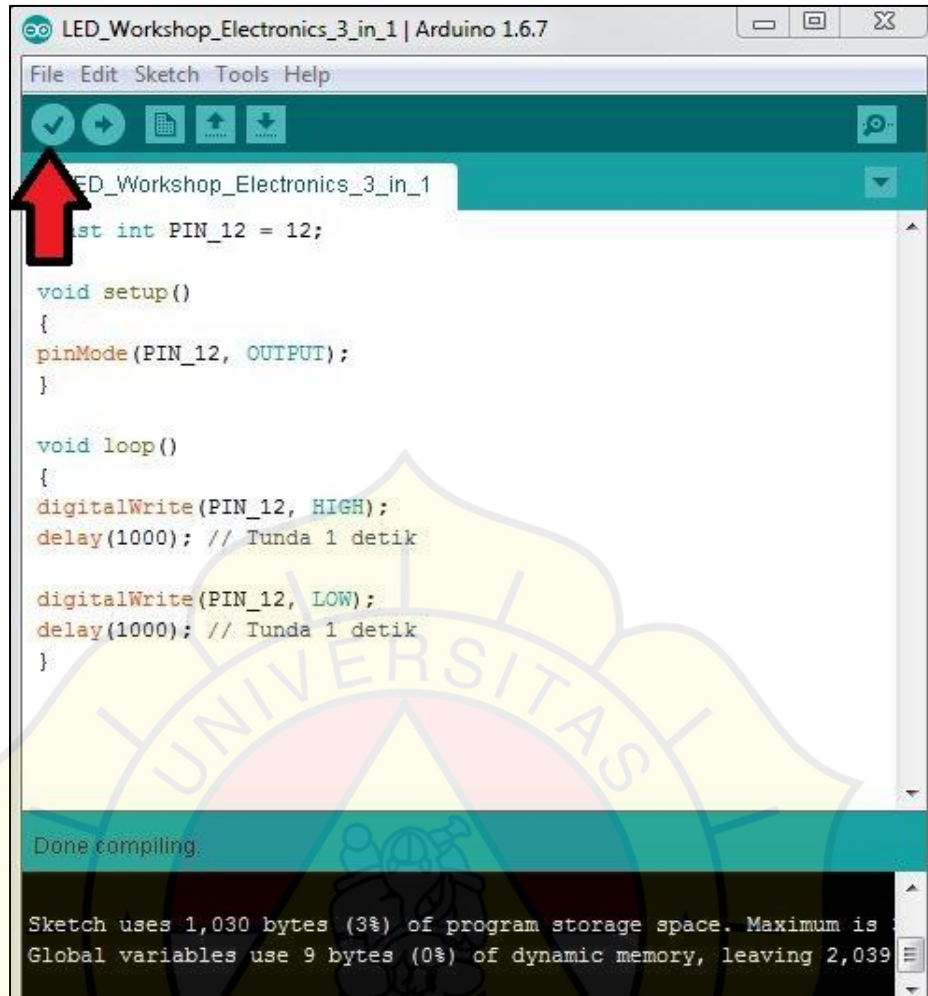 LED_Workshop_Electronics_3_in_1 | Arduino 1.6.7
File Edit Sketch Tools Help
ED_Workshop_Electronics_3_in_1
st int PIN_12 = 12;
void setup()
{
pinMode(PIN_12, OUTPUT);
}
void loop()
{
digitalWrite(PIN_12, HIGH);
delay(1000); // Tunda 1 detik
digitalWrite(PIN_12, LOW);
delay(1000); // Tunda 1 detik
}
UNIVERSITAS
Done compiling.
Sketch uses 1,030 bytes (3%) of program storage space. Maximum is
Global variables use 9 bytes (0%) of dynamic memory, leaving 2,039